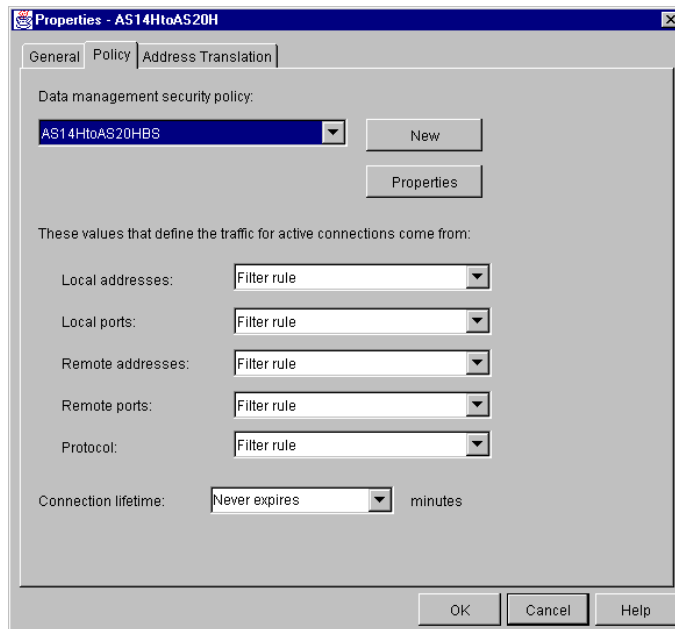 Properties - AS14HtoAS20H
General Policy Address Translation
Data management security policy:
AS14HtoAS20HBS New
Properties
These values that define the traffic for active connections come from:
Local addresses: Filter rule
Local ports: Filter rule
Remote addresses: Filter rule
Remote ports: Filter rule
Protocol: Filter rule
Connection lifetime: Never expires minutes
OK Cancel Help